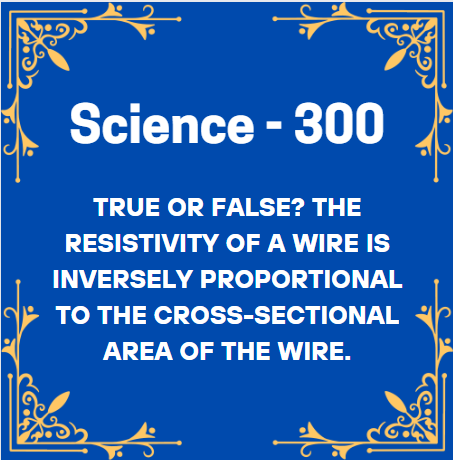 Science - 300
TRUE OR FALSE? THE
RESISTIVITY OF A WIRE IS
INVERSELY PROPORTIONAL
TO THE CROSS-SECTIONAL
AREA OF THE WIRE.